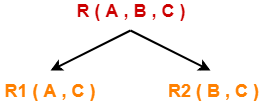 R ( A , B , C )
R1 ( A , C )
R2 ( B , C )